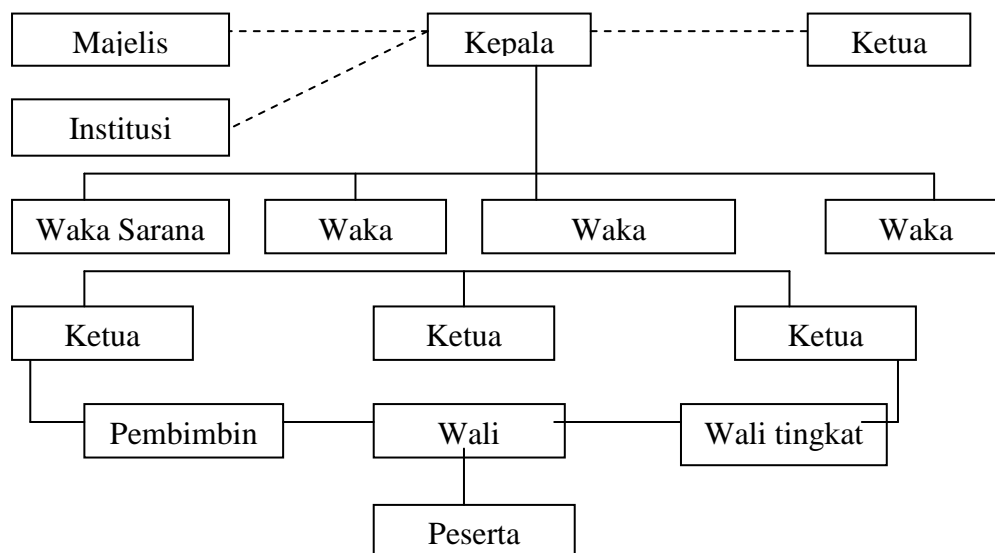 Majelis
Kepala
Ketua
Institusi
Waka Sarana
Waka
Waka
Waka
Ketua
Ketua
Ketua
Pembimbin
Wali
Wali tingkat
Peserta